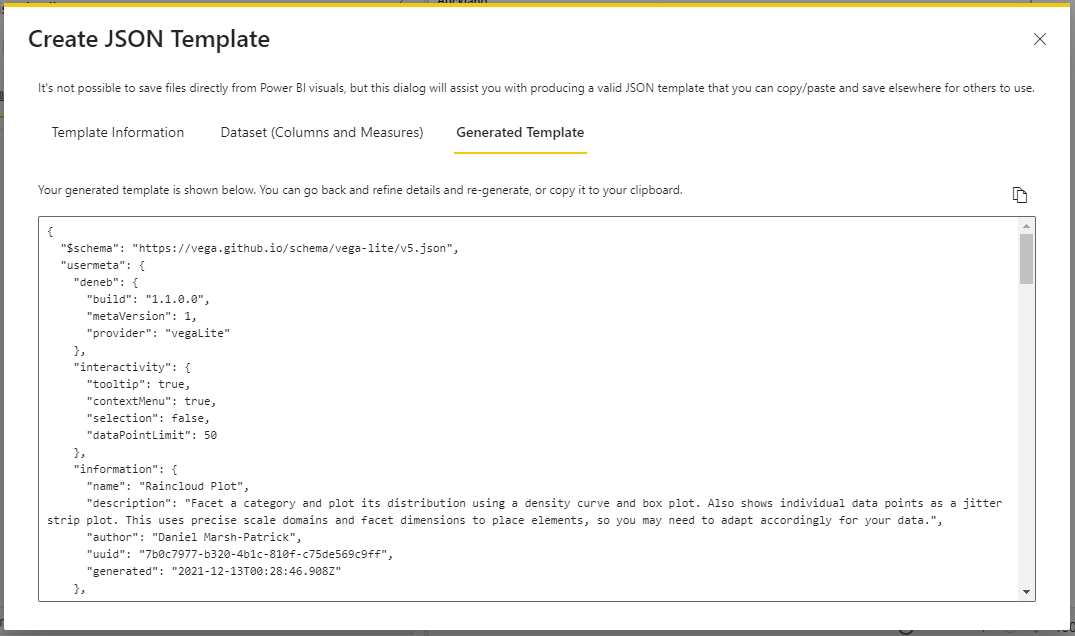 Auckland
Create JSON Template
It's not possible to save files directly from Power BI visuals, but this dialog will assist you with producing a valid JSON template that you can copy/paste and save elsewhere for others to use.
Template Information Dataset (Columns and Measures) Generated Template
Your generated template is shown below. You can go back and refine details and re-generate, or copy it to your clipboard.
{
"$schema": "https://vega.github.io/schema/vega-lite/v5.json",
"usermeta": {
"deneb": {
"build": "1.1.0.0",
"metaVersion": 1,
"provider": "vegaLite"
},
"interactivity": {
"tooltip": true,
"contextMenu": true,
"selection": false,
"dataPointLimit": 50
},
"information": {
"name": "Raincloud Plot",
"description": "Facet a category and plot its distribution using a density curve and box plot. Also shows individual data points as a jitter
strip plot. This uses precise scale domains and facet dimensions to place elements, so you may need to adapt accordingly for your data.",
"author": "Daniel Marsh-Patrick",
"uuid": "7b0c7977-b320-4b1c-810f-c75de569c9ff",
"generated": "2021-12-13T00:28:46.908Z"
},